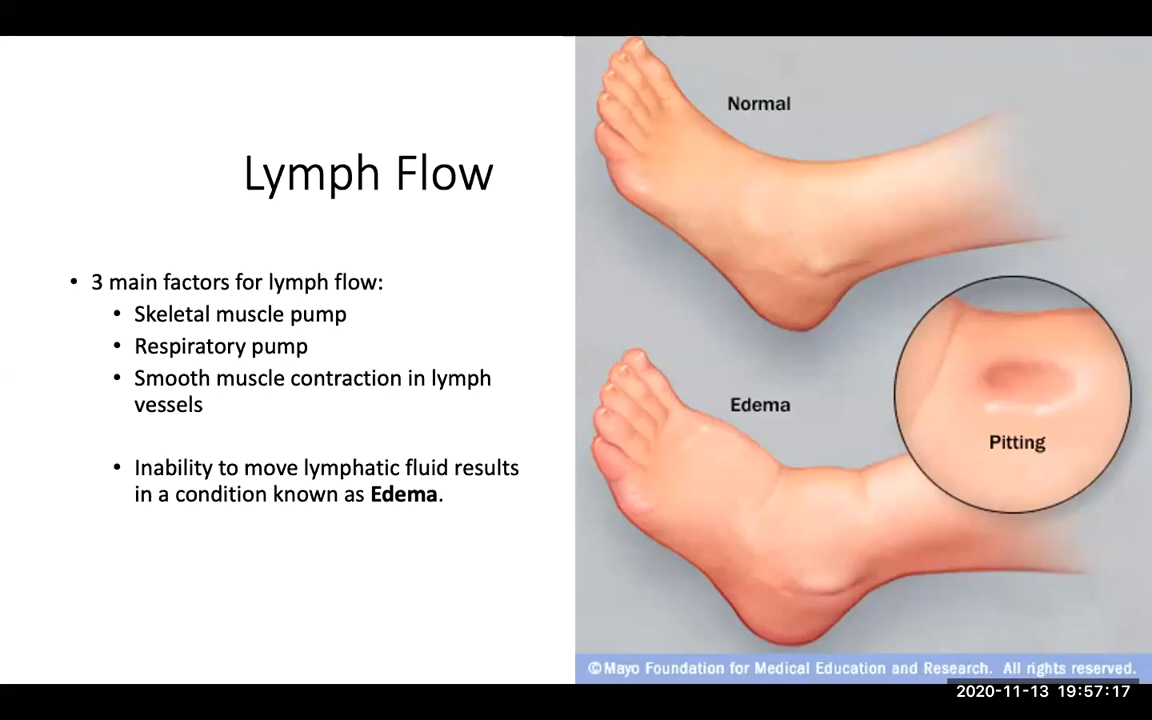 Lymph Flow
• 3 main factors for lymph flow:
• Skeletal muscle pump
• Respiratory pump
• Smooth muscle contraction in lymph
vessels
• Inability to move lymphatic fluid results
in a condition known as Edema.
Normal
Edema
Pitting
©Mayo Foundation for Medical Education and Research. All rights reserved.
2020-11-13 19:57:17